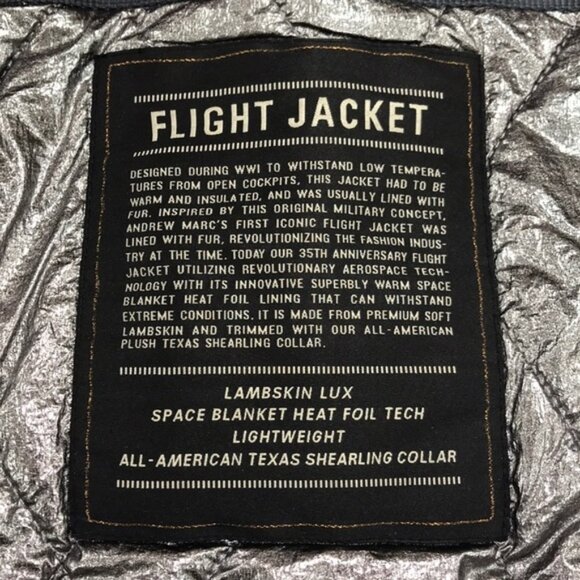 FLIGHT JACKET
DESIGNED DURING WWI TO WITHSTAND LOW TEMPERA-
TURES FROM OPEN COCKPITS, THIS JACKET HAD TO BE
WARM AND INSULATED, AND WAS USUALLY LINED WITH
FUR. INSPIRED BY THIS ORIGINAL MILITARY CONCEPT,
ANDREW MARC'S FIRST ICONIC FLIGHT JACKET WAS
LINED WITH FUR, REVOLUTIONIZING THE FASHION INDUS-
TRY AT THE TIME. TODAY OUR 35TH ANNIVERSARY FLIGHT
JACKET UTILIZING REVOLUTIONARY AEROSPACE TECH-
NOLOGY WITH ITS INNOVATIVE SUPERBLY WARM SPACE
BLANKET HEAT FOIL LINING THAT CAN WITHSTAND
EXTREME CONDITIONS. IT IS MADE FROM PREMIUM SOFT
LAMBSKIN AND TRIMMED WITH OUR ALL-AMERICAN
PLUSH TEXAS SHEARLING COLLAR.
LAMBSKIN LUX
SPACE BLANKET HEAT FOIL TECH
LIGHTWEIGHT
ALL-AMERICAN TEXAS SHEARLING COLLAR